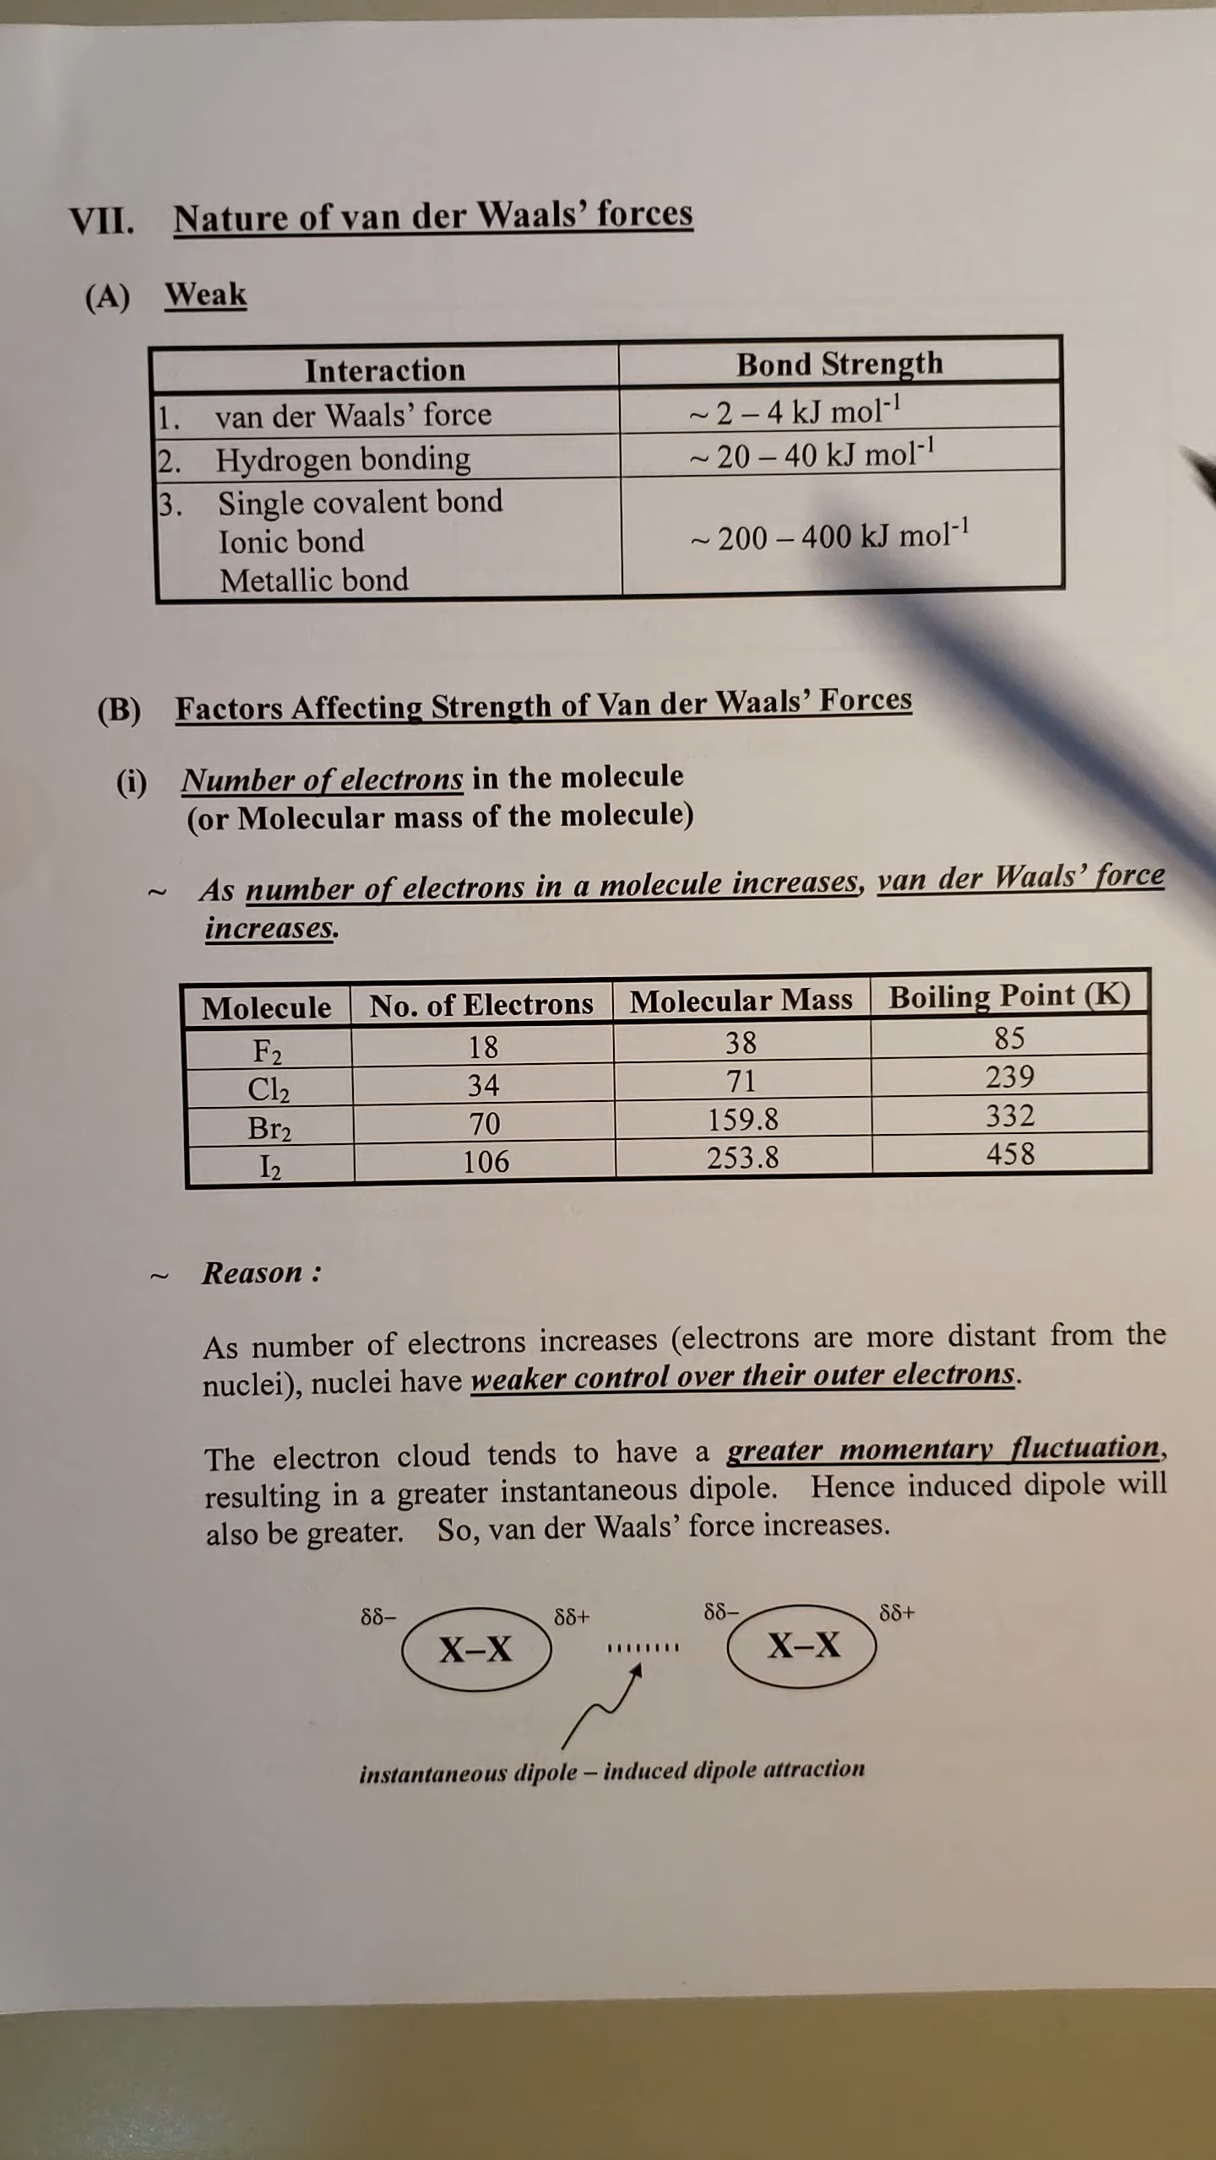 VII. Nature of van der Waals’ forces
(A) Weak
Interaction Bond Strength
1. van der Waals’ force ~ 2 – 4 kJ mol⁻¹
2. Hydrogen bonding ~ 20 – 40 kJ mol⁻¹
3. Single covalent bond
Ionic bond ~ 200 – 400 kJ mol⁻¹
Metallic bond
(B) Factors Affecting Strength of Van der Waals’ Forces
(i) Number of electrons in the molecule
(or Molecular mass of the molecule)
~ As number of electrons in a molecule increases, van der Waals’ force
increases.
Molecule No. of Electrons Molecular Mass Boiling Point (K)
F₂ 18 38 85
Cl₂ 34 71 239
Br₂ 70 159.8 332
I₂ 106 253.8 458
~ Reason :
As number of electrons increases (electrons are more distant from the
nuclei), nuclei have weaker control over their outer electrons.
The electron cloud tends to have a greater momentary fluctuation,
resulting in a greater instantaneous dipole. Hence induced dipole will
also be greater. So, van der Waals’ force increases.
δδ– δδ+ δδ– δδ+
X–X X–X
instantaneous dipole – induced dipole attraction